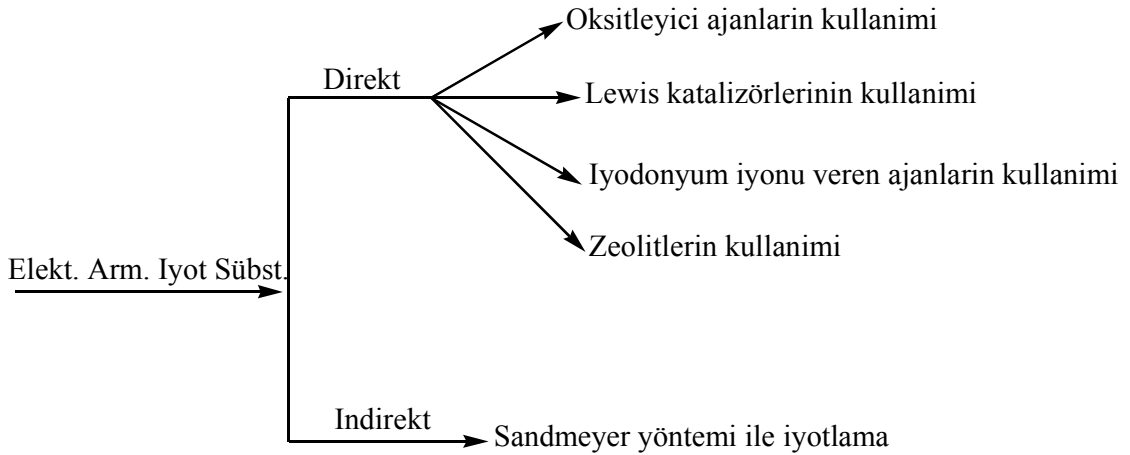 Oksitleyici ajanlarin kullanimi
Direkt
Lewis katalizörlerinin kullanimi
Iyodonyum iyonu veren ajanlarin kullanimi
Zeolitlerin kullanimi
Elekt. Arm. Iyot Sübst.
Indirekt
Sandmeyer yöntemi ile iyotlama